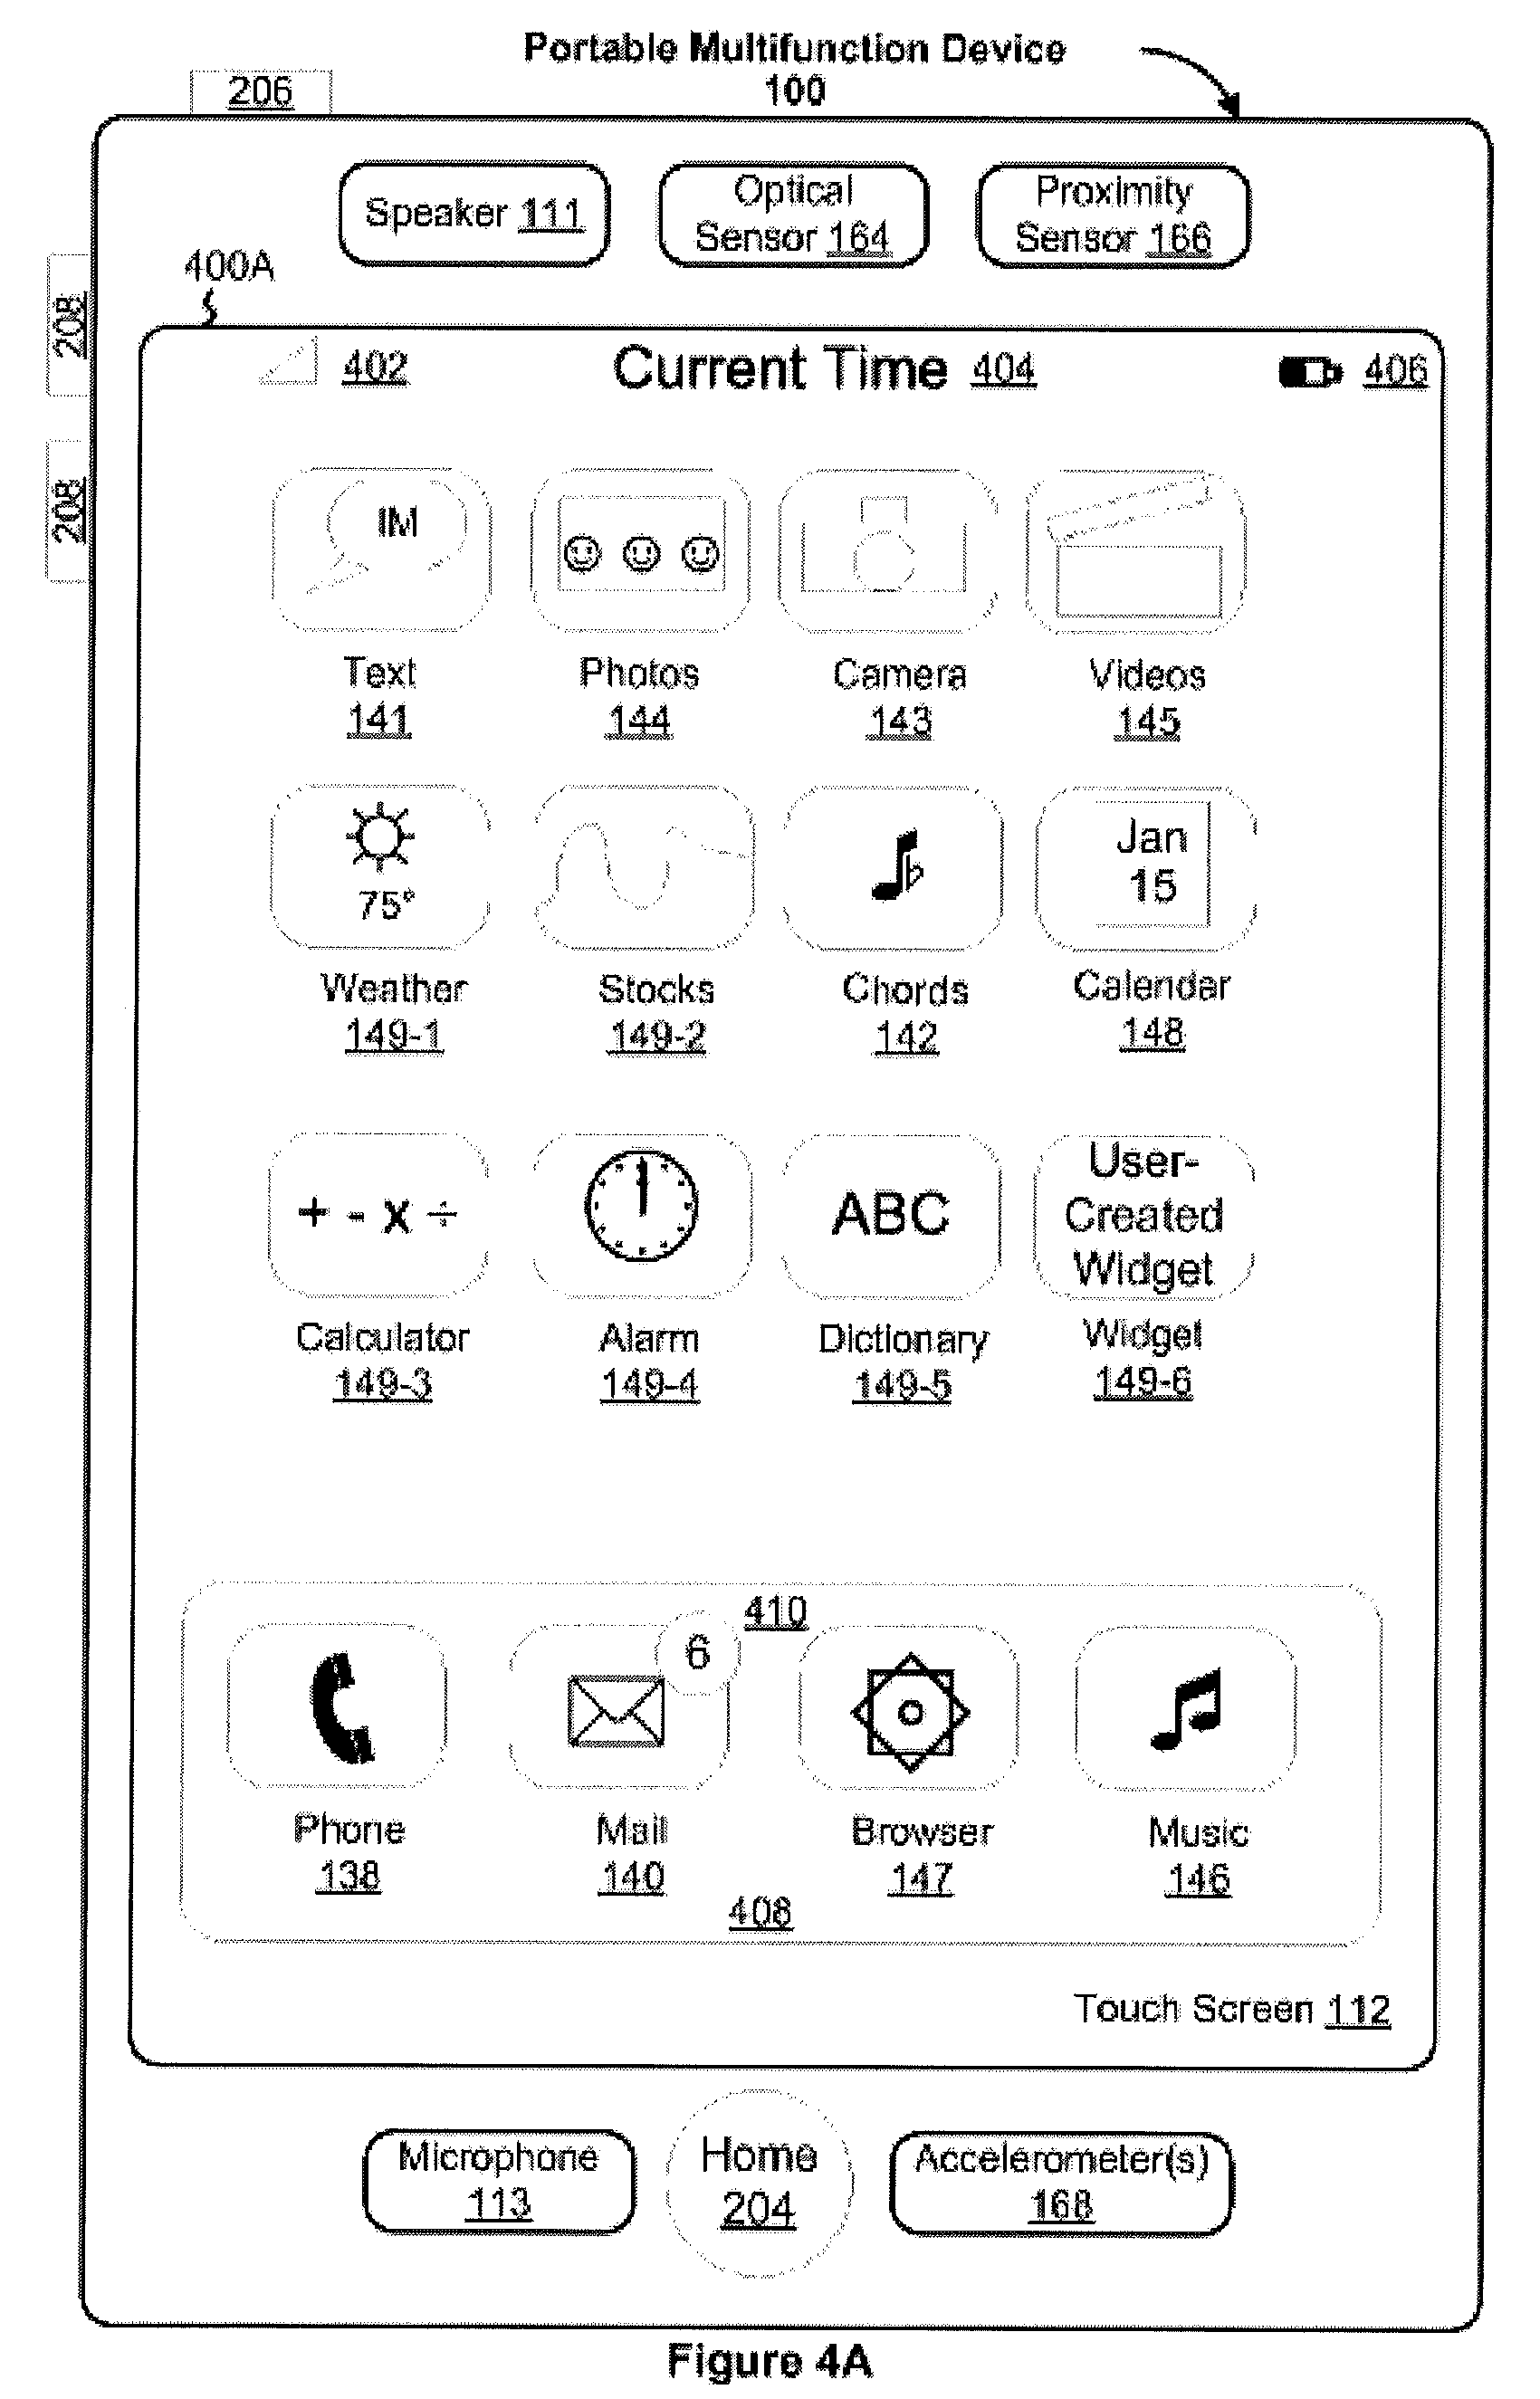 Portable Multifunction Device
100
206
Speaker 111
Optical
Sensor 164
Proximity
Sensor 166
400A
208
208
402
Current Time 404
406
IM
Text
141
Photos
144
Camera
143
Videos
145
75°
Jan
15
Weather
149-1
Stocks
149-2
Chords
142
Calendar
148
+ - x ÷
ABC
User-
Created
Widget
Calculator
149-3
Alarm
149-4
Dictionary
149-5
Widget
149-6
410
6
Phone
138
Mail
140
Browser
147
Music
146
408
Touch Screen 112
Microphone
113
Home
204
Accelerometer(s)
168
Figure 4A